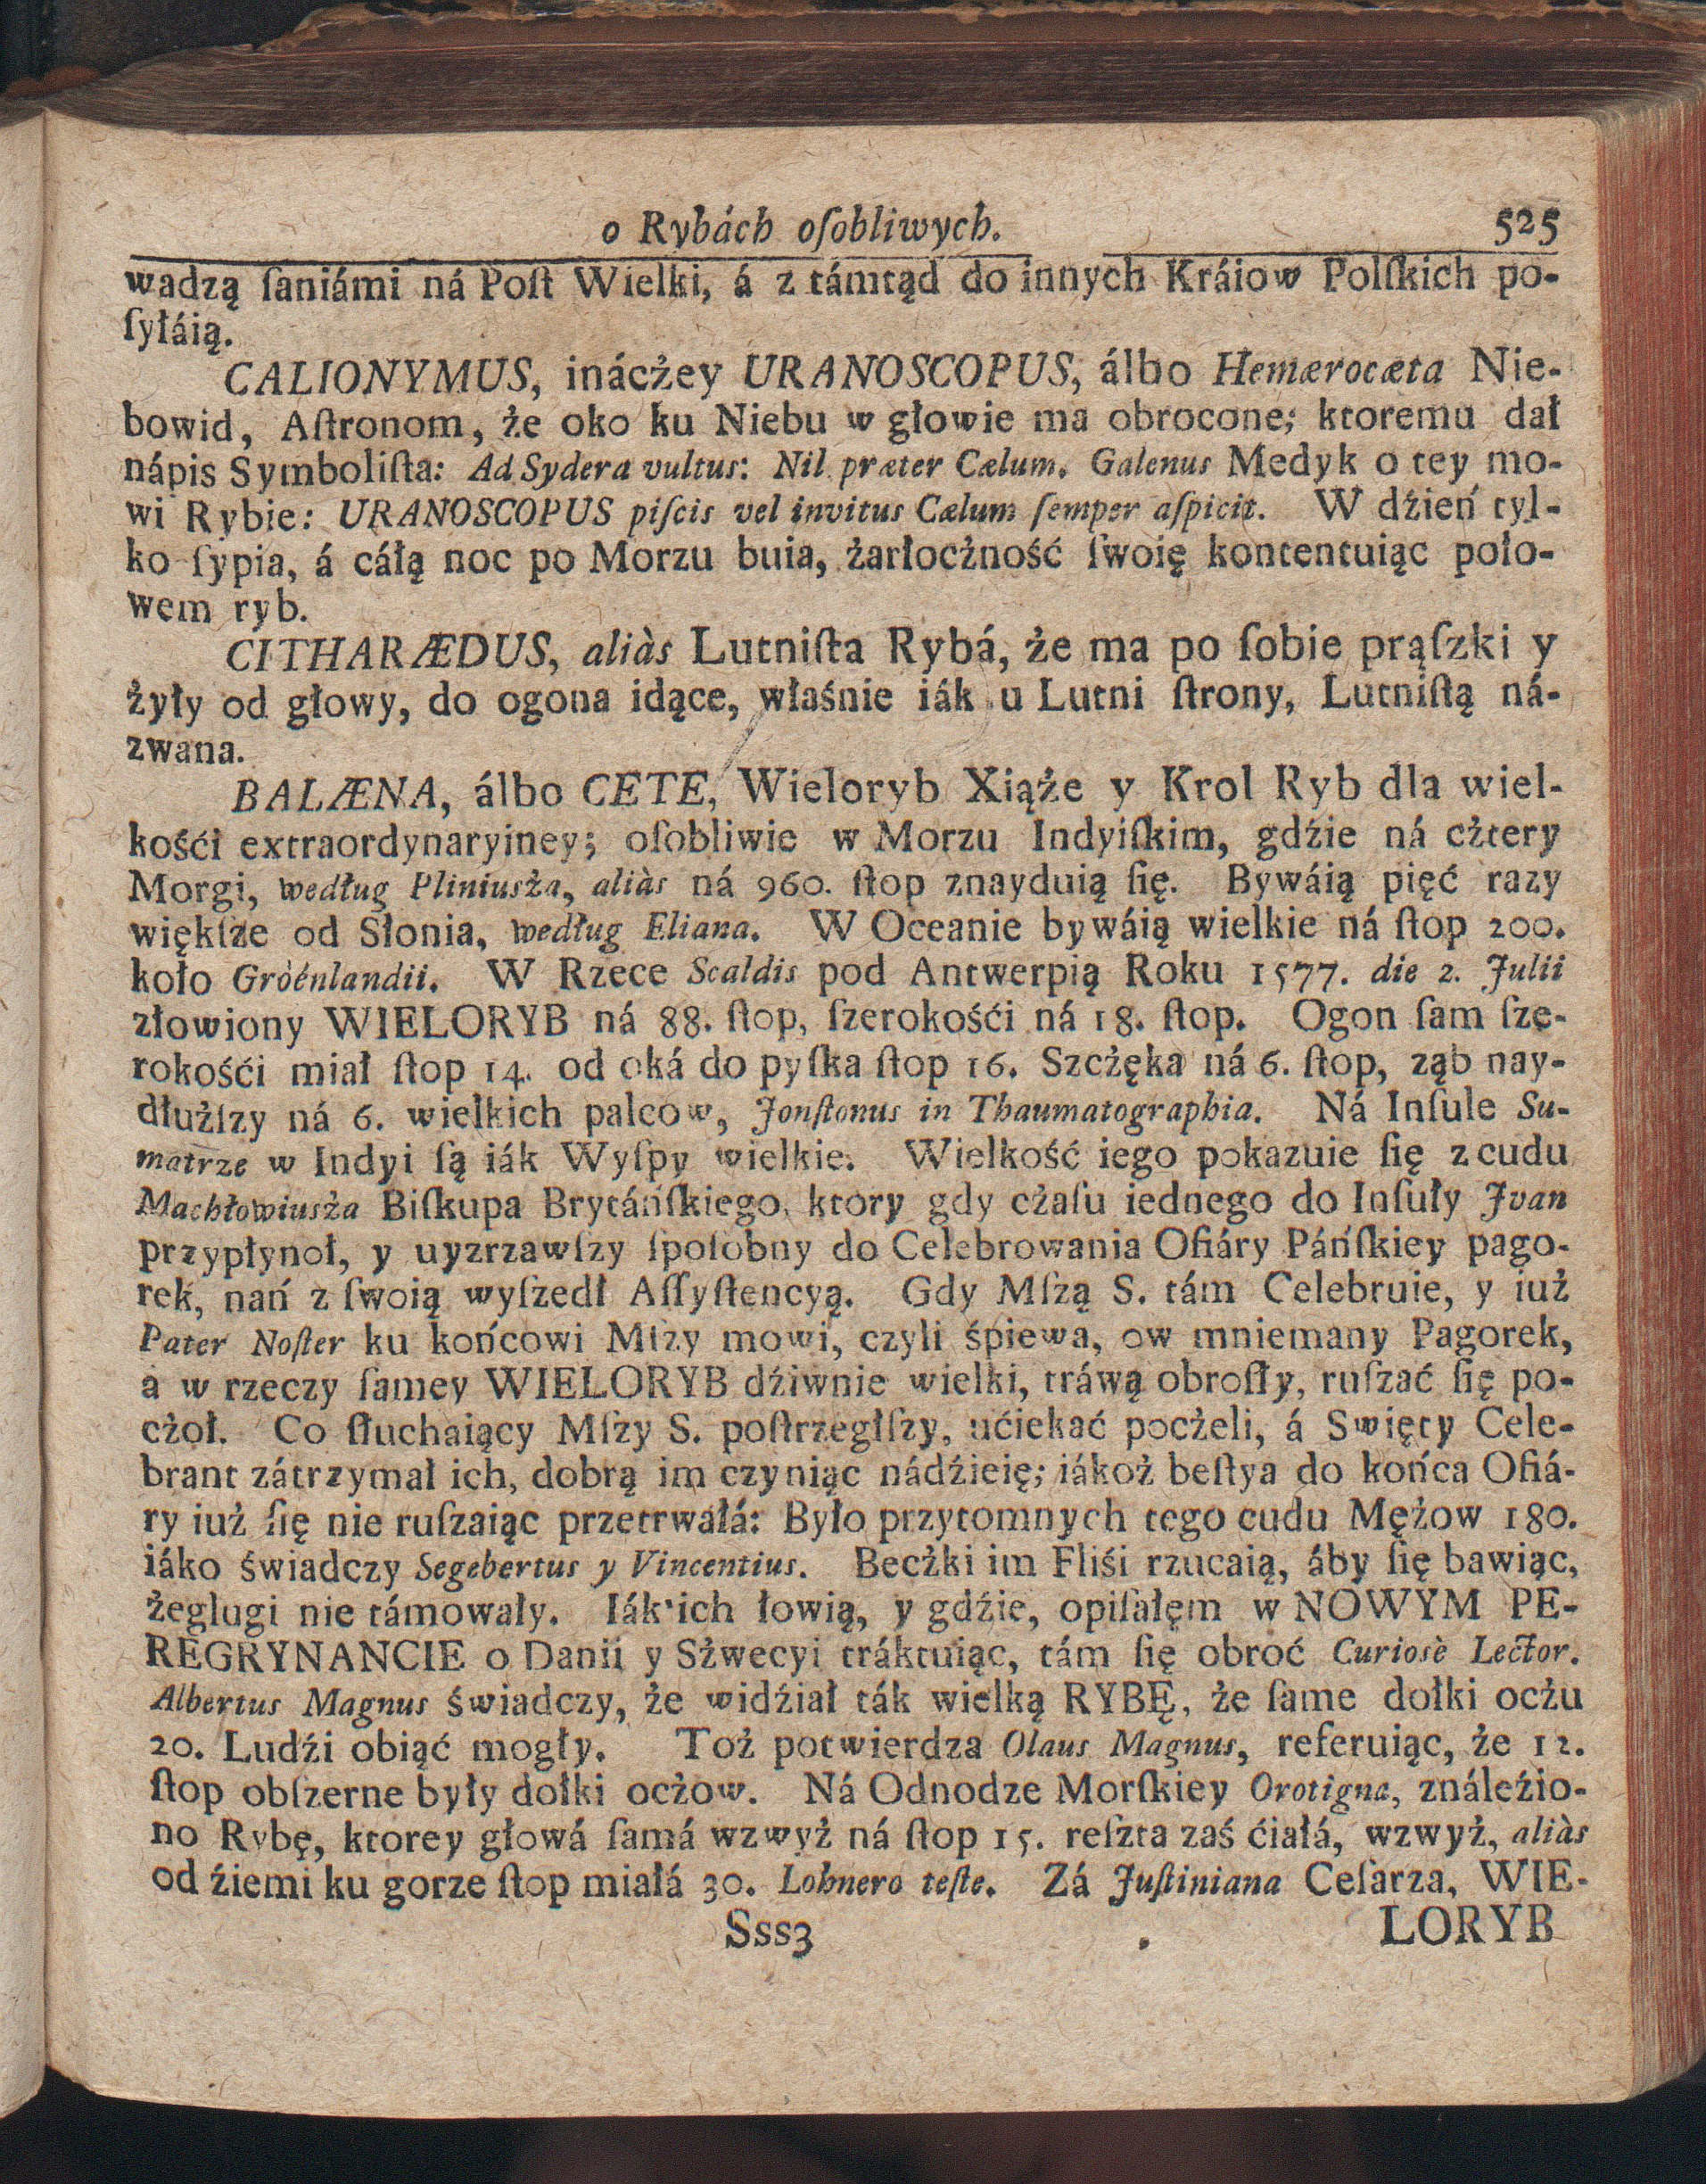 o Rybách oſobliwych. 525
wadzą ſaniámi ná Poſt Wielki, á z támtąd do innych Kráiow Polſkich po-
ſyłáią.
CALIONYMUS, inácżey URANOSCOPUS, álbo Hemærocæta Nie-
bowid, Aſtronom, że oko ku Niebu w głowie ma obrocone; ktoremu dał
nápis Symboliſta: Ad Sydera vultus: Nil præter Cælum. Galenus Medyk o tey mo-
wi Rybie: URANOSCOPUS piſcis vel invitus Cælum ſemper aſpicit. W dźień tyl-
ko ſypia, á cáłą noc po Morzu buia, żarłocżność ſwoię kontentuiąc poło-
wem ryb.
CITHARÆDUS, aliàs Lutniſta Rybá, że ma po ſobie prąſzki y
żyły od głowy, do ogona idące, właśnie iák u Lutni ſtrony, Lutniſtą ná-
zwana.
BALÆNA, álbo CETE, Wieloryb Xiąże y Krol Ryb dla wiel-
kośći extraordynaryiney; oſobliwie w Morzu Indyiſkim, gdźie ná cżtery
Morgi, według Pliniusża, aliàs ná 960. ſtop znayduią ſię. Bywáią pięć razy
więkſze od Słonia, według Eliana. W Oceanie bywáią wielkie ná ſtop 200.
koło Gròénlandii. W Rzece Scaldis pod Antwerpią Roku 1577. die 2. Julii
złowiony WIELORYB ná 88. ſtop, ſzerokośći ná 18. ſtop. Ogon ſam ſze-
rokośći miał ſtop 14. od oká do pyſka ſtop 16. Szcżęka ná 6. ſtop, ząb nay-
dłużſzy ná 6. wielkich palcow, Jonſtonus in Thaumatographia. Ná Inſule Su-
matrze w Indyi ſą iák Wyſpy wielkie. Wielkość iego pokazuie ſię z cudu
Machłowiusża Biſkupa Brytáńſkiego, ktory gdy cżaſu iednego do Inſuły Jvan
przypłynoł, y uyzrzawſzy ſpoſobny do Celebrowania Ofiáry Páńſkiey pago-
rek, nań z ſwoią wyſzedł Aſſyſtencyą. Gdy Mſzą S. tám Celebruie, y iuż
Pater Noſter ku końcowi Mſzy mowi, czyli śpiewa, ow mniemany Pagorek,
a w rzeczy ſamey WIELORYB dźiwnie wielki, tráwą obroſły, ruſzać ſię po-
cżoł. Co ſłuchaiący Mſzy S. poſtrzegłſzy, ućiekać pocżeli, á Swięty Cele-
brant zátrzymał ich, dobrą im czyniąc nádźieię; iákoż beſtya do końca Ofiá-
ry iuż ſię nie ruſzaiąc przetrwáłá: Było przytomnych tego cudu Mężow 180.
iáko świadczy Segebertus y Vincentius. Becżki im Fliśi rzucaią, áby ſię bawiąc,
żeglugi nie támowały. Iák'ich łowią, y gdźie, opiſałęm w NOWYM PE-
REGRYNANCIE o Danii y Sżwecyi tráktuiąc, tám ſię obroć Curiosè Lector.
Albertus Magnus świadczy, że widźiał ták wielką RYBĘ, że ſame dołki ocżu
20. Ludźi obiąć mogły. Toż potwierdza Olaus Magnus, referuiąc, że 12.
ſtop obſzerne były dołki ocżow. Ná Odnodze Morſkiey Orotigna,ználeźio-
no Rybę, ktorey głowá ſamá wzwyż ná ſtop 15. reſzta zaś ćiałá, wzwyż, aliàs
od źiemi ku gorze ſtop miałá 30. Lohnero teſte. Zá Juſtiniana Ceſarza, WIE-
Sss3 LORYB